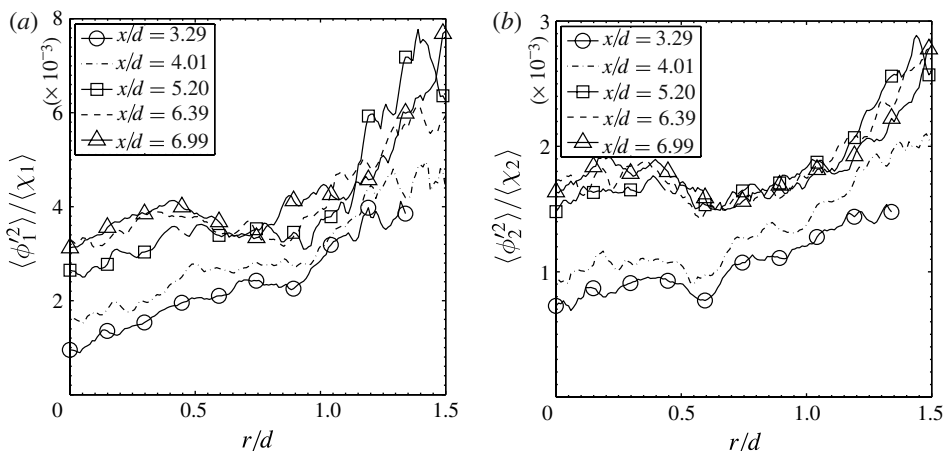 (a)
8
6
4
2
0
0.5
1.0
1.5
(× 10⁻³)
⟨ϕ′₁²⟩/⟨χ₁⟩
r/d
x/d = 3.29
x/d = 4.01
x/d = 5.20
x/d = 6.39
x/d = 6.99
(b)
3
2
1
0
0.5
1.0
1.5
(× 10⁻³)
⟨ϕ′₂²⟩/⟨χ₂⟩
r/d
x/d = 3.29
x/d = 4.01
x/d = 5.20
x/d = 6.39
x/d = 6.99